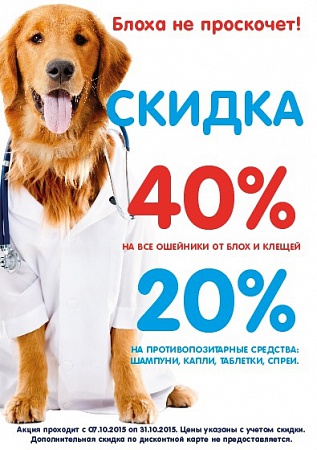 Блоха не проскочет!
СКИДКА
40%
НА ВСЕ ОШЕЙНИКИ ОТ БЛОХ И КЛЕЩЕЙ
20%
НА ПРОТИВОПОЗИТАРНЫЕ СРЕДСТВА:
ШАМПУНИ, КАПЛИ, ТАБЛЕТКИ, СПРЕИ.
Акция проходит с 07.10.2015 по 31.10.2015. Цены указаны с учетом скидки.
Дополнительная скидка по дисконтной карте не предоставляется.